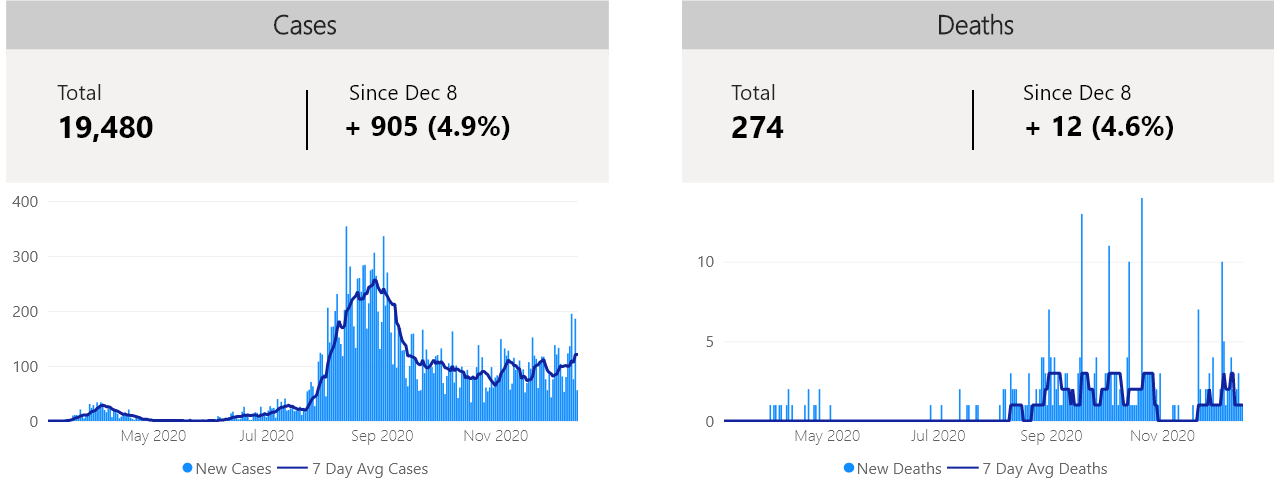 Cases
Total
Since Dec 8
19,480
+ 905 (4.9%)
400
300
200
100
0
May 2020
Jul 2020
Sep 2020
Nov 2020
New Cases
7 Day Avg Cases
Deaths
Total
Since Dec 8
274
+ 12 (4.6%)
10
5
0
May 2020
Jul 2020
Sep 2020
Nov 2020
New Deaths
7 Day Avg Deaths